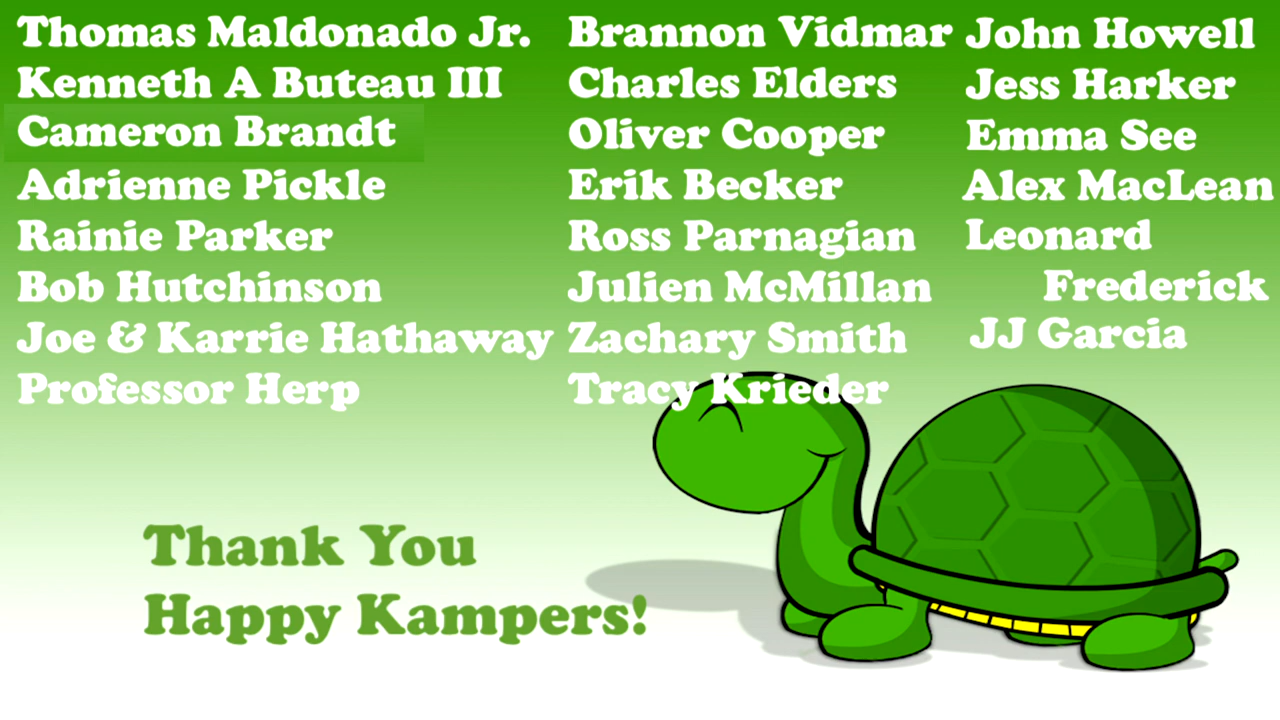 Thomas Maldonado Jr.
Kenneth A Buteau III
Cameron Brandt
Adrienne Pickle
Rainie Parker
Bob Hutchinson
Joe & Karrie Hathaway
Professor Herp
Brannon Vidmar
Charles Elders
Oliver Cooper
Erik Becker
Ross Parnagian
Julien McMillan
Zachary Smith
Tracy Krieder
John Howell
Jess Harker
Emma See
Alex MacLean
Leonard
Frederick
JJ Garcia
Thank You
Happy Kampers!